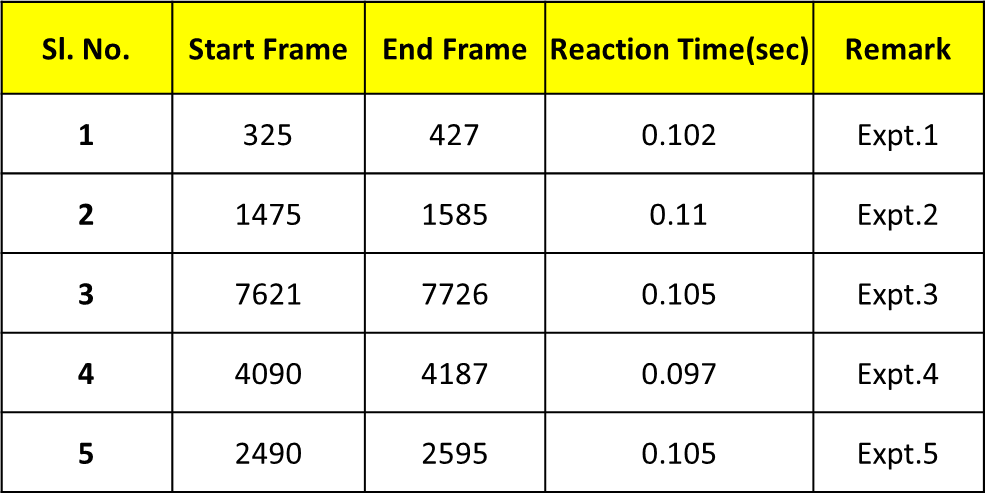 Sl. No. Start Frame End Frame Reaction Time(sec) Remark
1 325 427 0.102 Expt.1
2 1475 1585 0.11 Expt.2
3 7621 7726 0.105 Expt.3
4 4090 4187 0.097 Expt.4
5 2490 2595 0.105 Expt.5